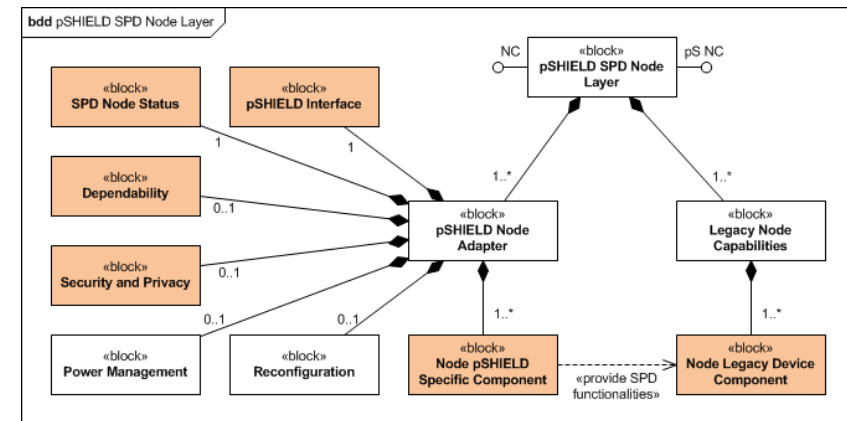 bdd pSHIELD SPD Node Layer
NC
«block»
pSHIELD SPD Node
Layer
pS NC
«block»
SPD Node Status
«block»
pSHIELD Interface
1
1
1..*
1..*
«block»
Dependability
0..1
«block»
pSHIELD Node
Adapter
«block»
Legacy Node
Capabilities
«block»
Security and Privacy
0..1
0..1
0..1
1..*
1..*
«block»
Power Management
«block»
Reconfiguration
«block»
Node pSHIELD
Specific Component
«provide SPD
functionalities»
«block»
Node Legacy Device
Component